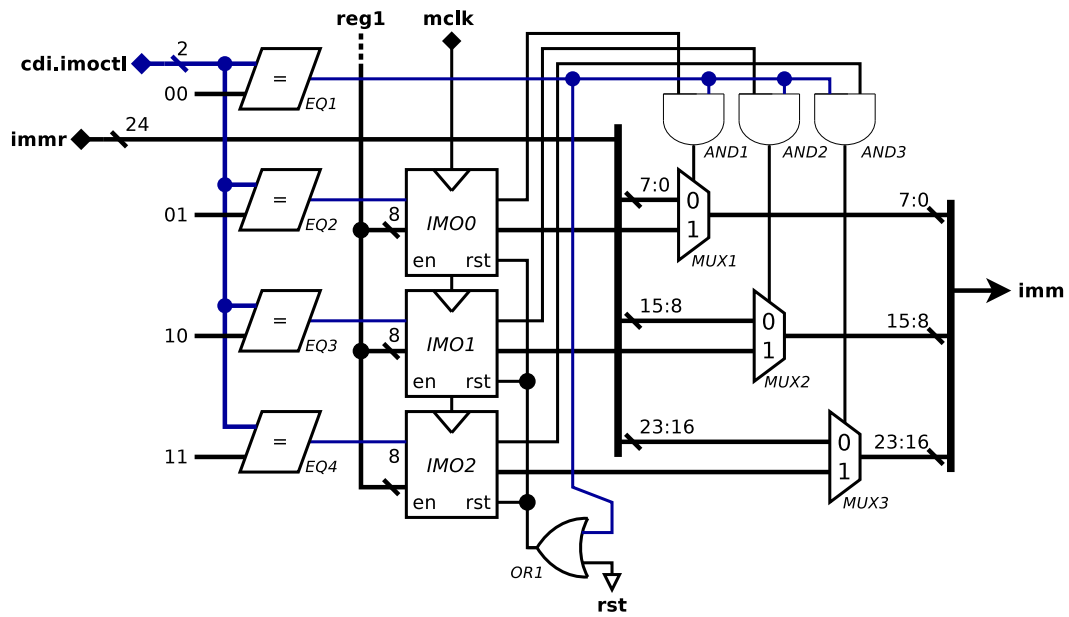 reg1
mclk
cdi.imoctl
2
=
00
EQ1
immr
24
AND1
AND2
AND3
=
01
EQ2
8
IMO0
en
rst
7:0
0
1
MUX1
7:0
=
10
EQ3
8
IMO1
en
rst
15:8
0
1
MUX2
15:8
imm
=
11
EQ4
8
IMO2
en
rst
23:16
0
1
MUX3
23:16
OR1
rst